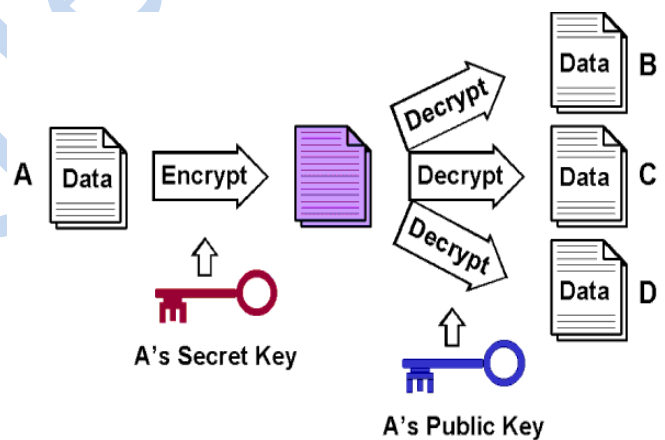 Decrypt
Data B
A Data Encrypt Decrypt Data C
Decrypt
Data D
A's Secret Key
A's Public Key